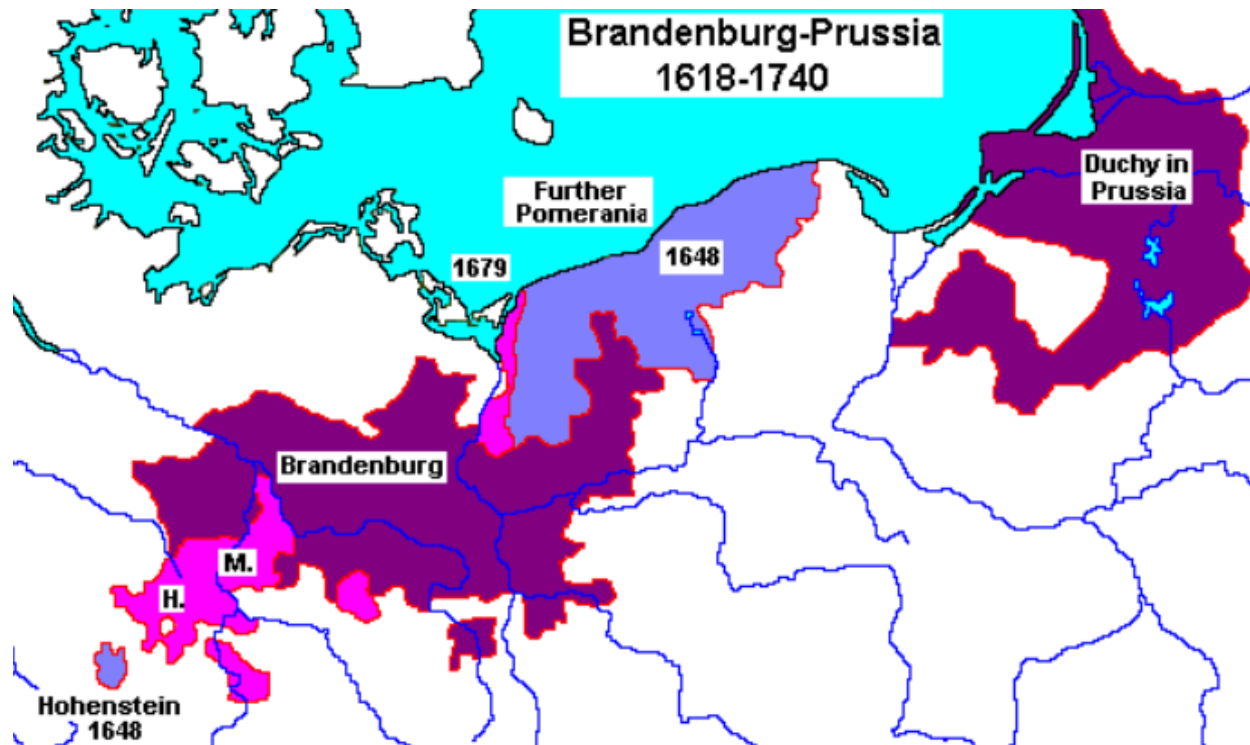 Brandenburg-Prussia
1618-1740
Duchy in
Prussia
Further
Pomerania
1679
1648
Brandenburg
M.
H.
Hohenstein
1648